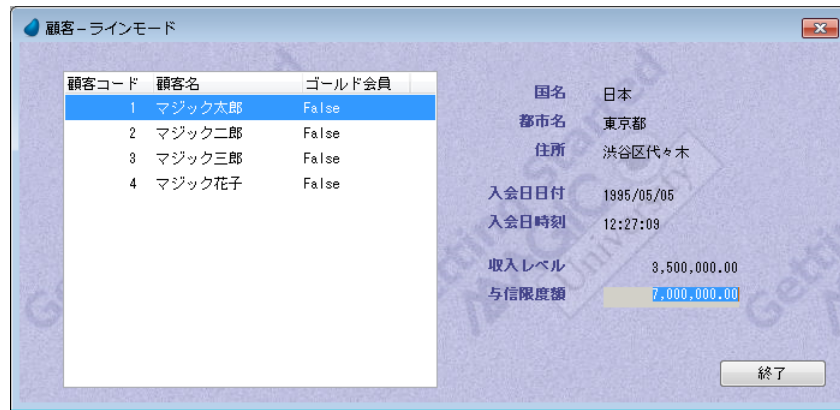 顧客－ラインモード
顧客コード 顧客名 ゴールド会員
1 マジック太郎 False
2 マジック二郎 False
3 マジック三郎 False
4 マジック花子 False
国名 日本
都市名 東京都
住所 渋谷区代々木
入会日日付 1995/05/05
入会日時刻 12:27:09
収入レベル 3,500,000.00
与信限度額 7,000,000.00
終了
Getting Started
University